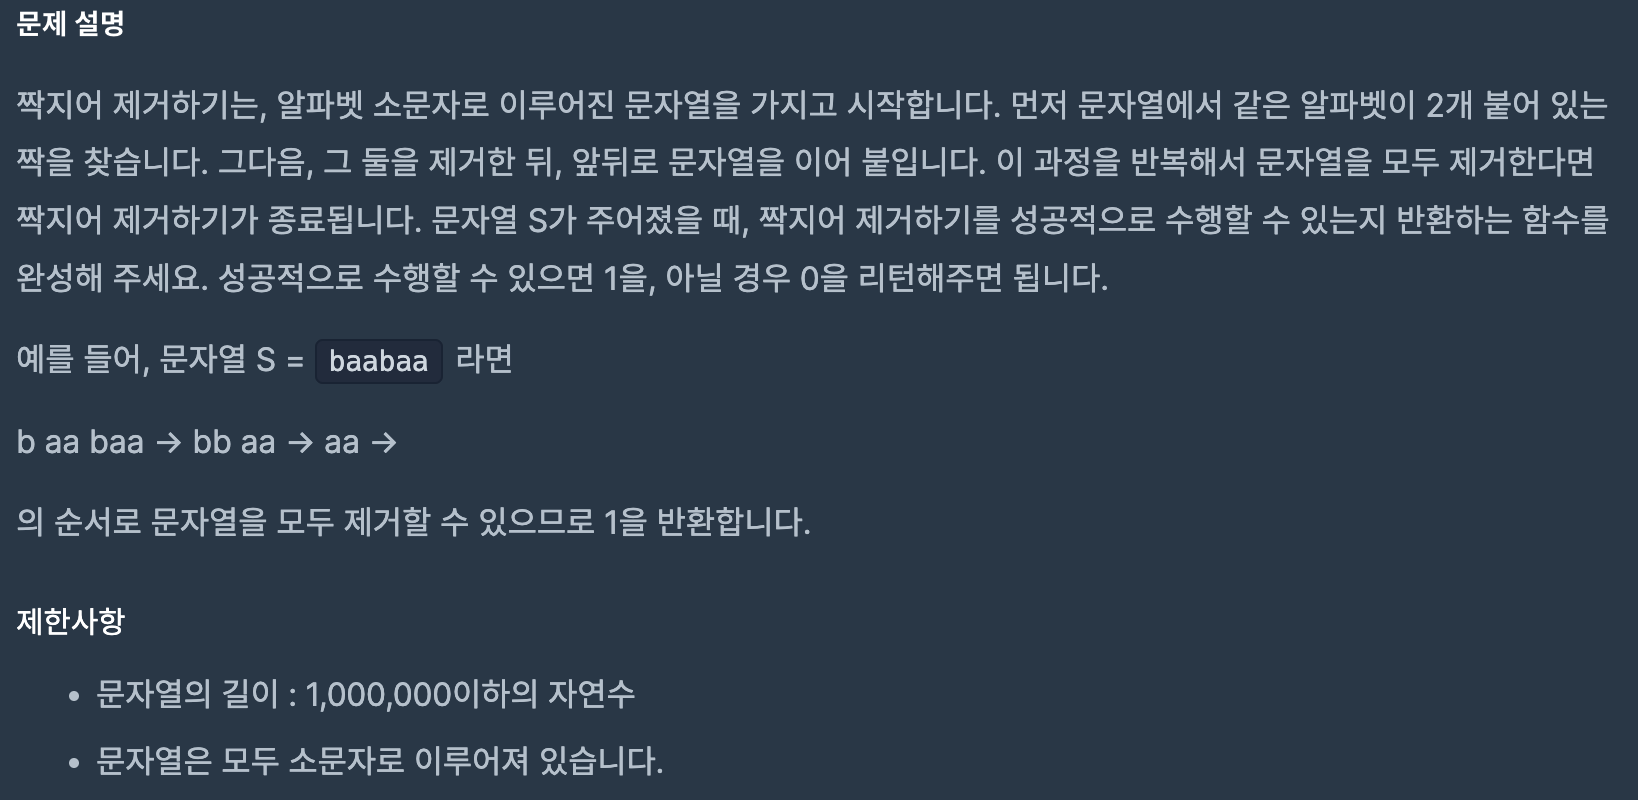 문제 설명
짝지어 제거하기는, 알파벳 소문자로 이루어진 문자열을 가지고 시작합니다. 먼저 문자열에서 같은 알파벳이 2개 붙어 있는
짝을 찾습니다. 그다음, 그 둘을 제거한 뒤, 앞뒤로 문자열을 이어 붙입니다. 이 과정을 반복해서 문자열을 모두 제거한다면
짝지어 제거하기가 종료됩니다. 문자열 S가 주어졌을 때, 짝지어 제거하기를 성공적으로 수행할 수 있는지 반환하는 함수를
완성해 주세요. 성공적으로 수행할 수 있으면 1을, 아닐 경우 0을 리턴해주면 됩니다.
예를 들어, 문자열 S = baabaa 라면
b aa baa → bb aa → aa →
의 순서로 문자열을 모두 제거할 수 있으므로 1을 반환합니다.
제한사항
• 문자열의 길이 : 1,000,000이하의 자연수
• 문자열은 모두 소문자로 이루어져 있습니다.